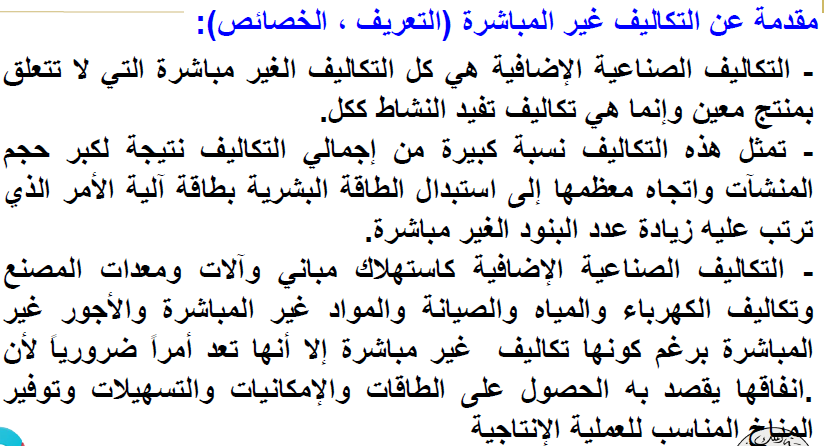 مقدمة عن التكاليف غير المباشرة (التعريف ، الخصائص):
- التكاليف الصناعية الإضافية هي كل التكاليف الغير مباشرة التي لا تتعلق
بمنتج معين وإنما هي تكاليف تفيد النشاط ككل.
- تمثل هذه التكاليف نسبة كبيرة من إجمالي التكاليف نتيجة لكبر حجم
المنشآت واتجاه معظمها إلى استبدال الطاقة البشرية بطاقة آلية الأمر الذي
ترتب عليه زيادة عدد البنود الغير مباشرة.
- التكاليف الصناعية الإضافية كاستهلاك مباني وآلات ومعدات المصنع
وتكاليف الكهرباء والمياه والصيانة والمواد غير المباشرة والأجور غير
المباشرة برغم كونها تكاليف غير مباشرة إلا أنها تعد أمراً ضرورياً لأن
.انفاقها يقصد به الحصول على الطاقات والإمكانيات والتسهيلات وتوفير
المناخ المناسب للعملية الإنتاجية